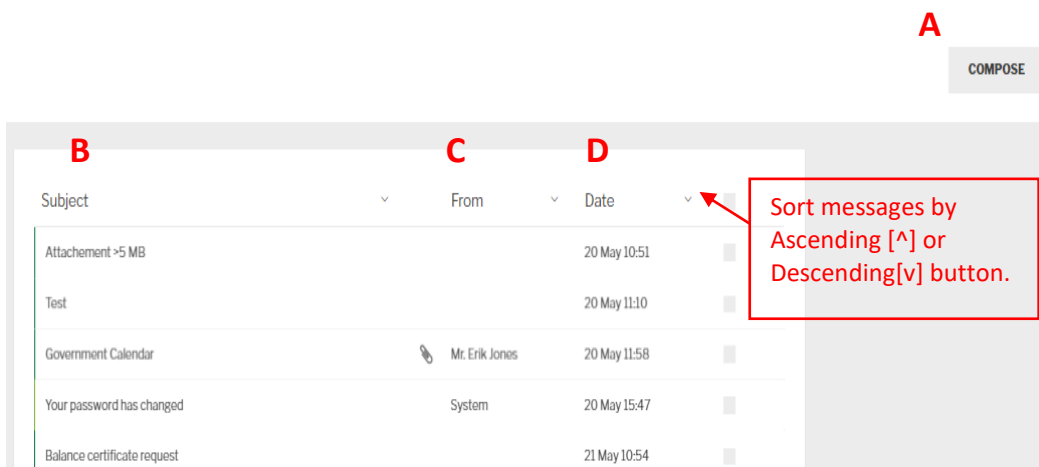 A
COMPOSE
B C D
Subject ˅ From ˅ Date ˅
Sort messages by
Ascending [^] or
Descending[v] button.
Attachement >5 MB 20 May 10:51
Test 20 May 11:10
Government Calendar Mr. Erik Jones 20 May 11:58
Your password has changed System 20 May 15:47
Balance certificate request 21 May 10:54